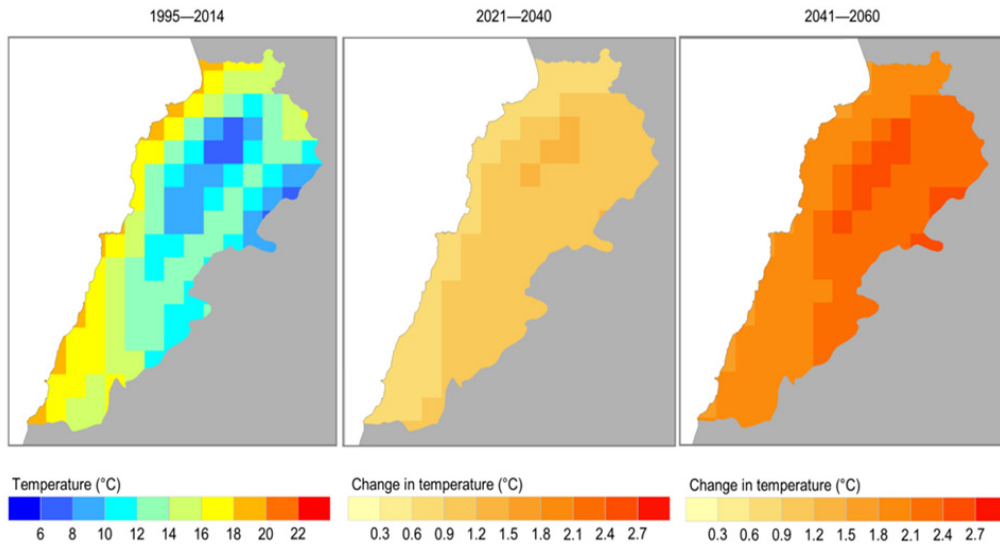 1995—2014
2021—2040
2041—2060
Temperature (°C)
6 8 10 12 14 16 18 20 22
Change in temperature (°C)
0.3 0.6 0.9 1.2 1.5 1.8 2.1 2.4 2.7
Change in temperature (°C)
0.3 0.6 0.9 1.2 1.5 1.8 2.1 2.4 2.7